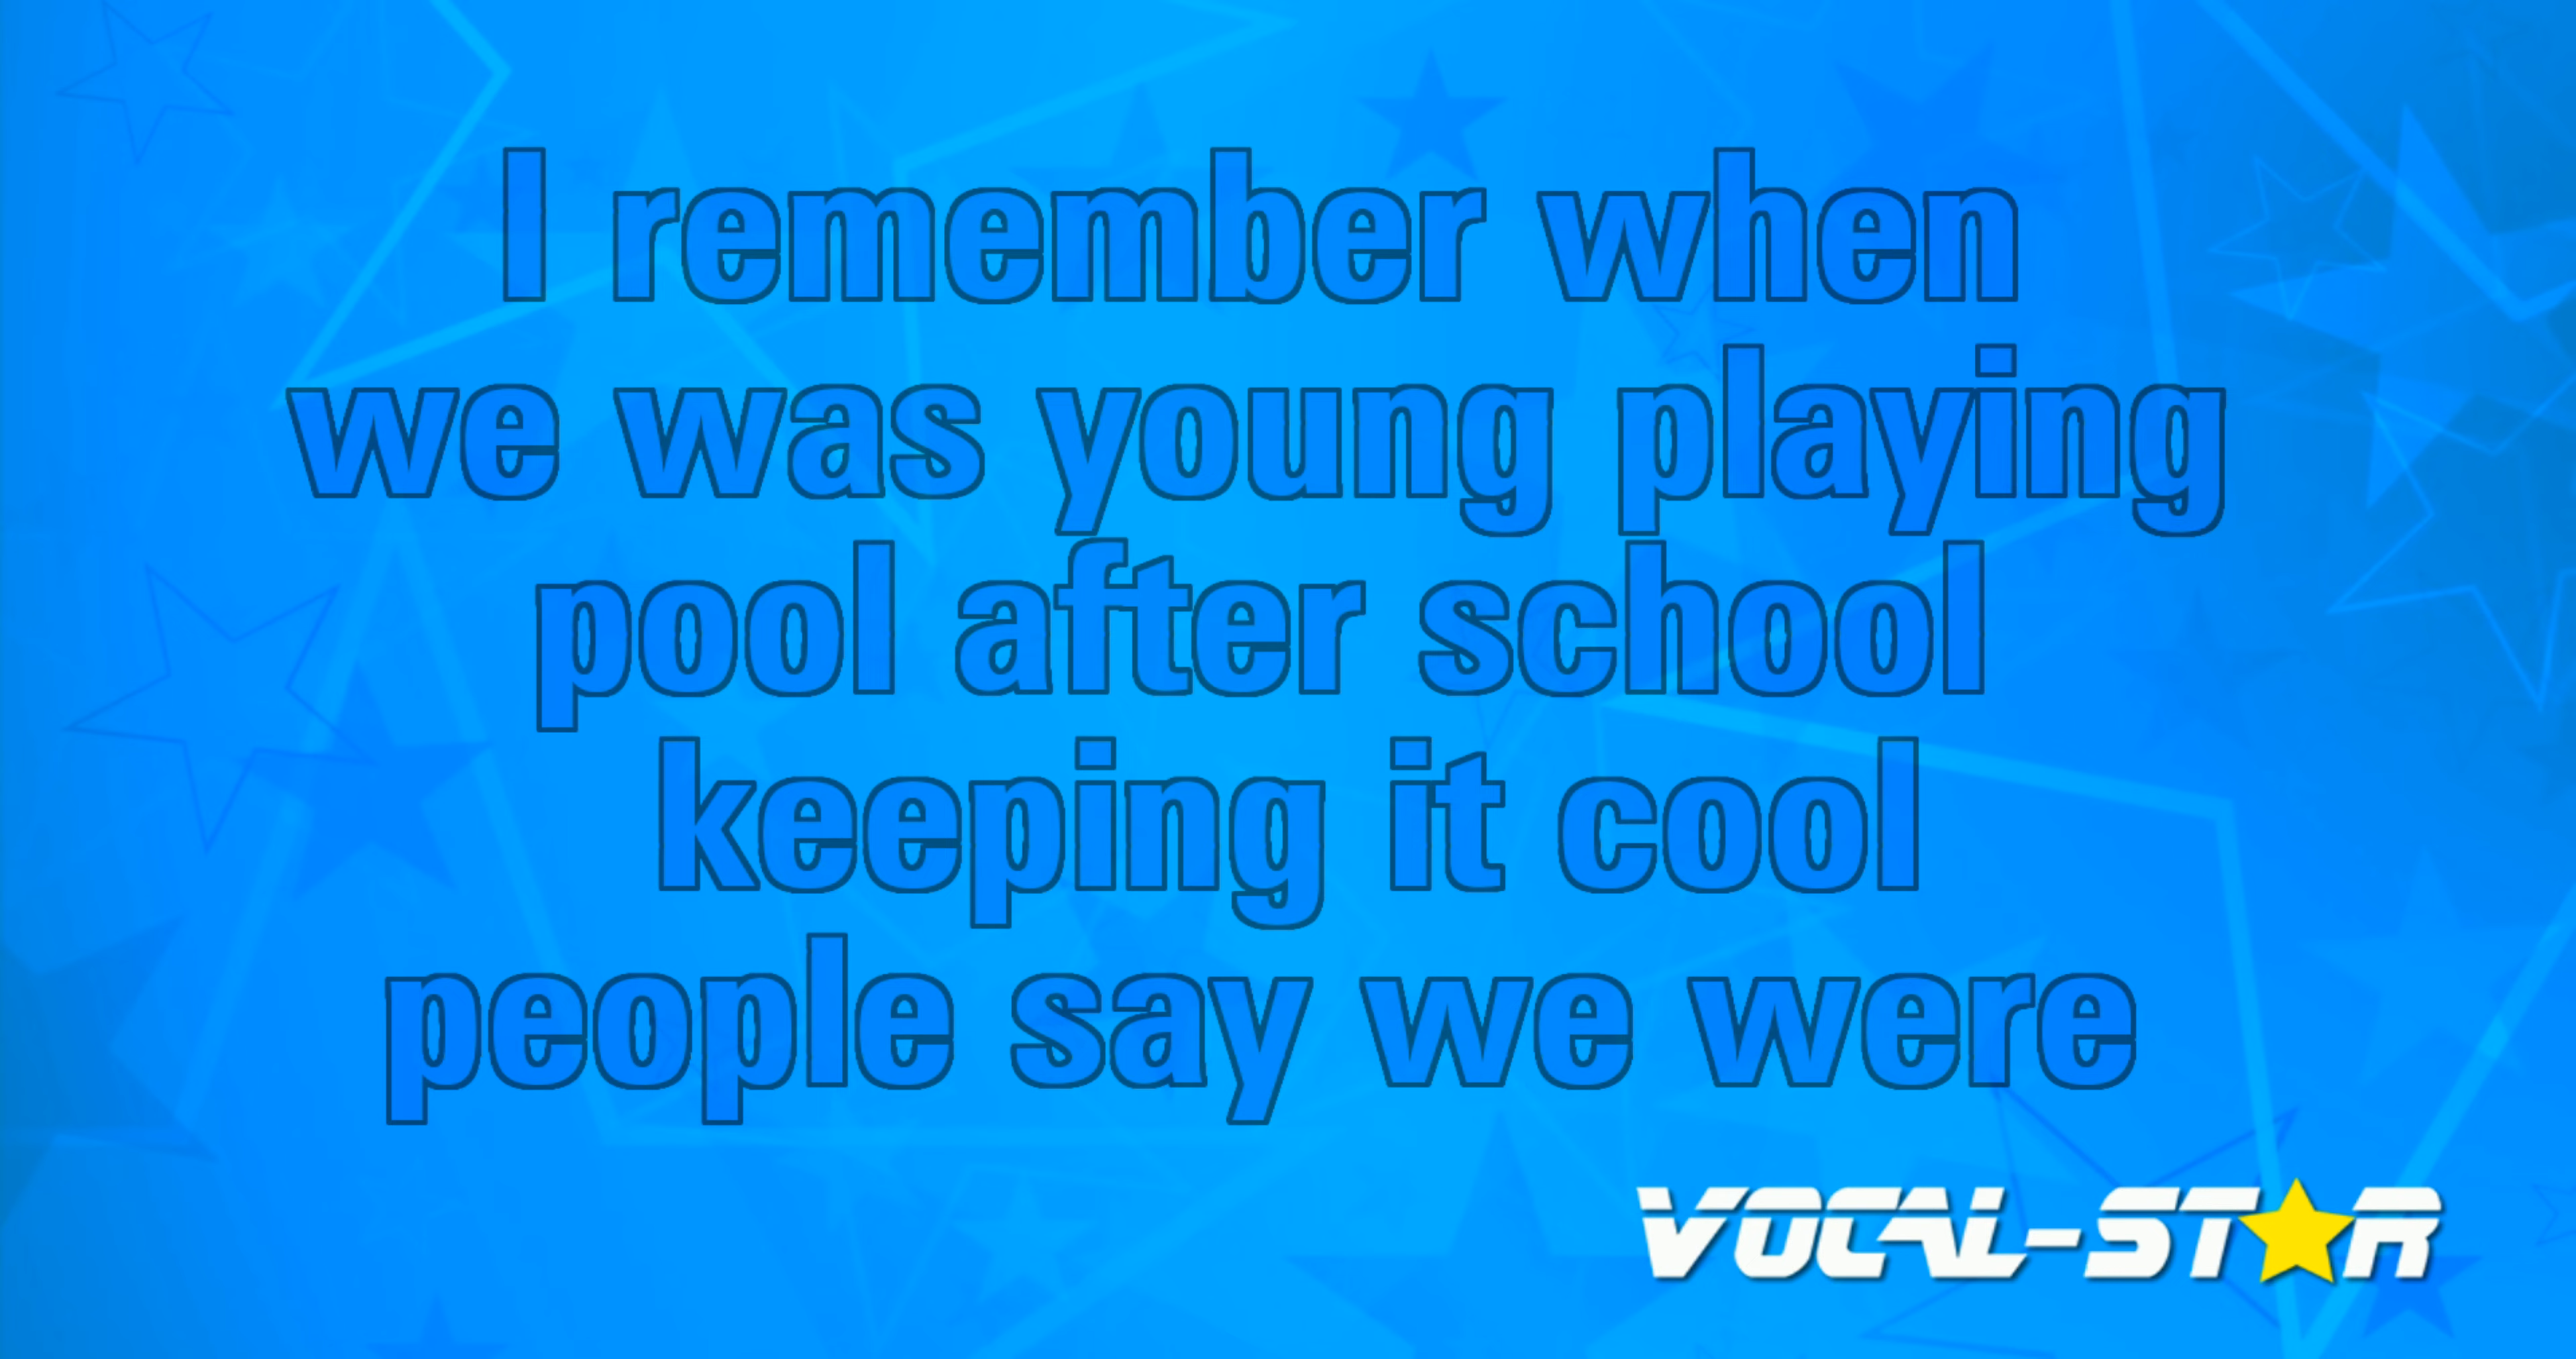 I remember when
we was young playing
pool after school
keeping it cool
people say we were
VOCAL-STAR